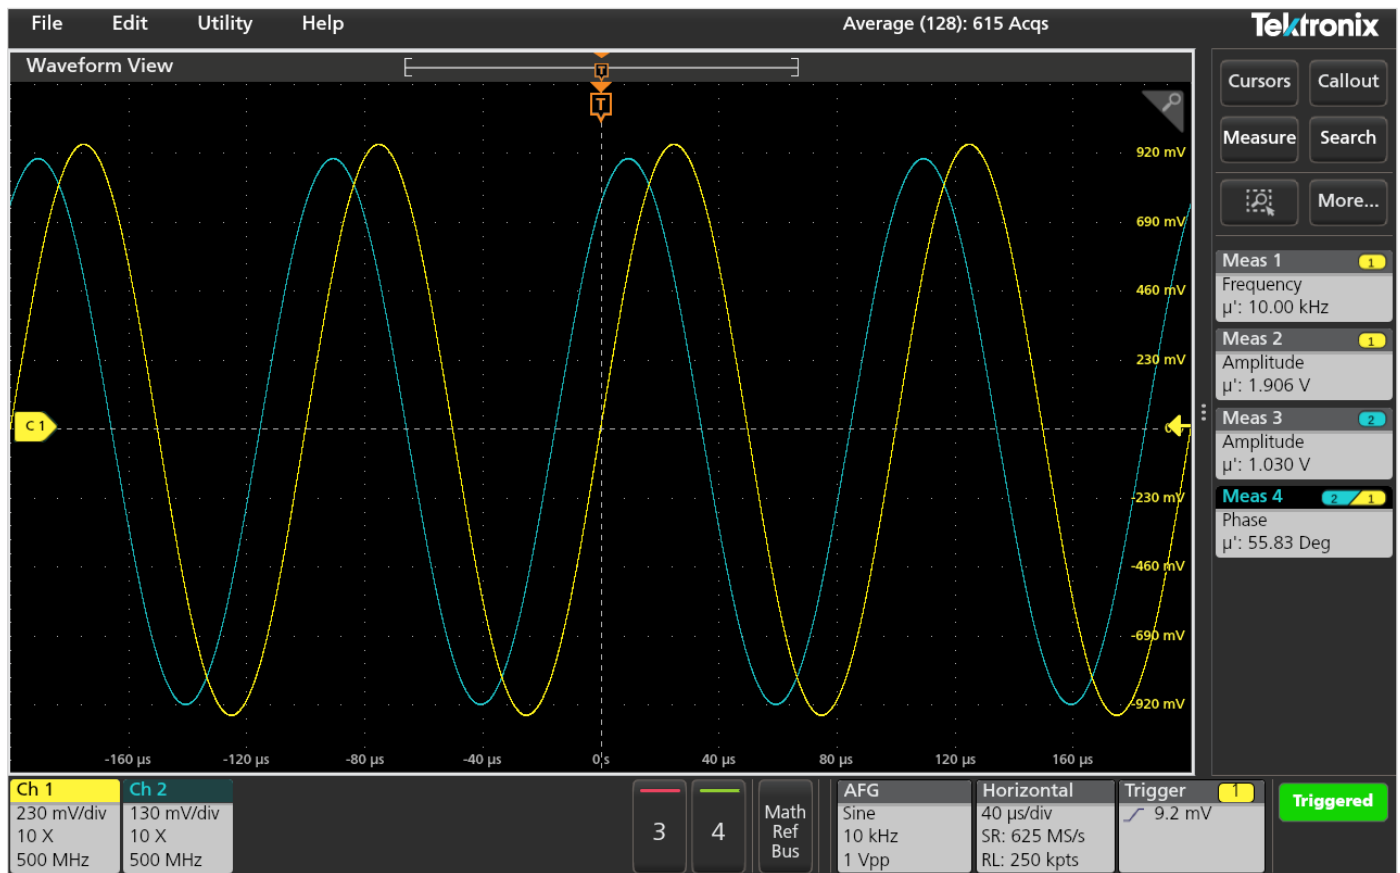 File Edit Utility Help Average (128): 615 Acqs Tektronix
Waveform View
T
T
920 mV
690 mV
460 mV
230 mV
C 1
-230 mV
-460 mV
-690 mV
-920 mV
-160 µs -120 µs -80 µs -40 µs 0 s 40 µs 80 µs 120 µs 160 µs
Cursors Callout
Measure Search
More...
Meas 1 1
Frequency
µ': 10.00 kHz
Meas 2 1
Amplitude
µ': 1.906 V
Meas 3 2
Amplitude
µ': 1.030 V
Meas 4 2 1
Phase
µ': 55.83 Deg
Ch 1
230 mV/div
10 X
500 MHz
Ch 2
130 mV/div
10 X
500 MHz
3
4
Math
Ref
Bus
AFG
Sine
10 kHz
1 Vpp
Horizontal
40 µs/div
SR: 625 MS/s
RL: 250 kpts
Trigger 1
9.2 mV
Triggered